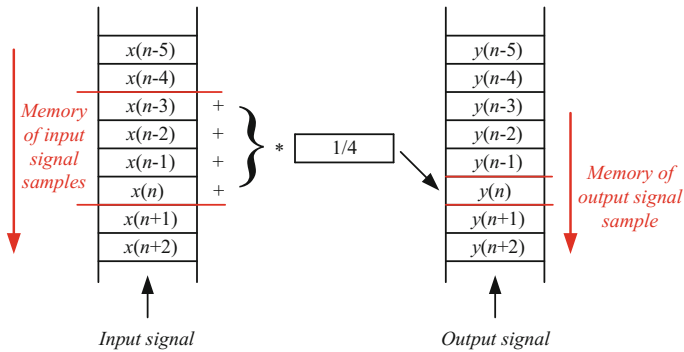 x(n-5)
x(n-4)
x(n-3) +
x(n-2) +
x(n-1) +
x(n) +
x(n+1)
x(n+2)
Memory
of input
signal
samples
} * 1/4
y(n-5)
y(n-4)
y(n-3)
y(n-2)
y(n-1)
y(n)
y(n+1)
y(n+2)
Memory of
output signal
sample
Input signal
Output signal